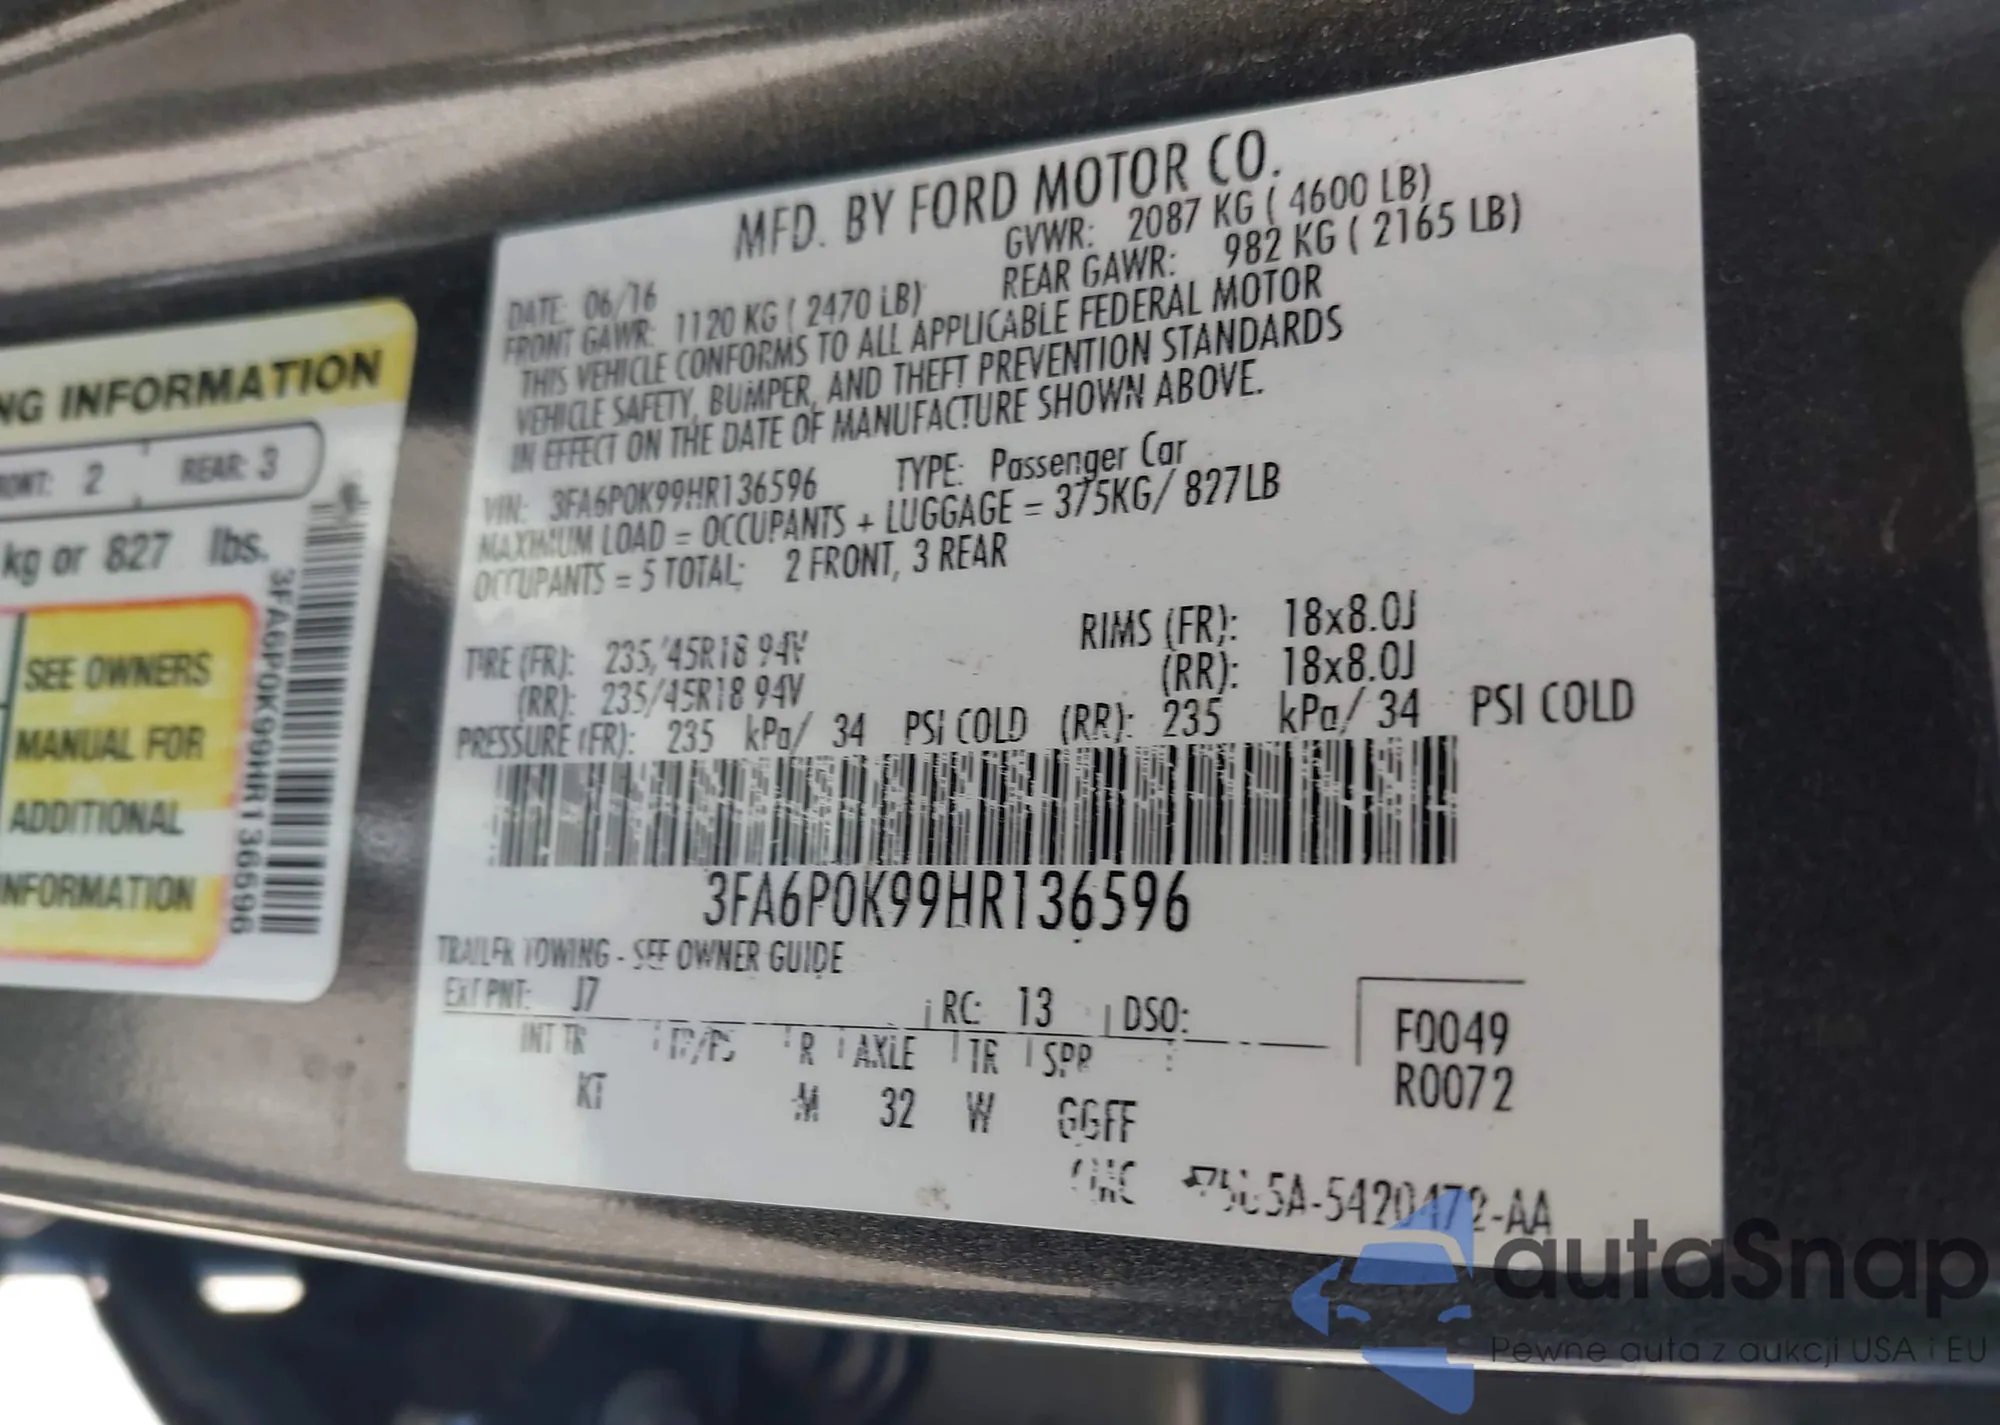 NG INFORMATION
2 REAR: 3
kg or 827 lbs.
SEE OWNERS
MANUAL FOR
ADDITIONAL
INFORMATION
3FA6P0K99HR136596
MFD. BY FORD MOTOR CO.
DATE: 06/16 GVWR: 2087 KG ( 4600 LB)
FRONT GAWR: 1120 KG ( 2470 LB) REAR GAWR: 982 KG ( 2165 LB)
THIS VEHICLE CONFORMS TO ALL APPLICABLE FEDERAL MOTOR
VEHICLE SAFETY, BUMPER, AND THEFT PREVENTION STANDARDS
IN EFFECT ON THE DATE OF MANUFACTURE SHOWN ABOVE.
VIN: 3FA6P0K99HR136596 TYPE: Passenger Car
MAXIMUM LOAD = OCCUPANTS + LUGGAGE = 375KG/ 827LB
OCCUPANTS = 5 TOTAL; 2 FRONT, 3 REAR
TIRE (FR): 235/45R18 94V RIMS (FR): 18x8.0J
(RR): 235/45R18 94V (RR): 18x8.0J
PRESSURE (FR): 235 kPa/ 34 PSI COLD (RR): 235 kPa/ 34 PSI COLD
3FA6P0K99HR136596
TRAILER TOWING - SEE OWNER GUIDE
EXT PNT: J7 RC: 13 DSO: F0049
INT TR TP/PS R AXLE TR SPR R0072
KT M 32 W GGFF
5A-5420472-AA
autaSnap
Pewne auta z aukcji USA i EU